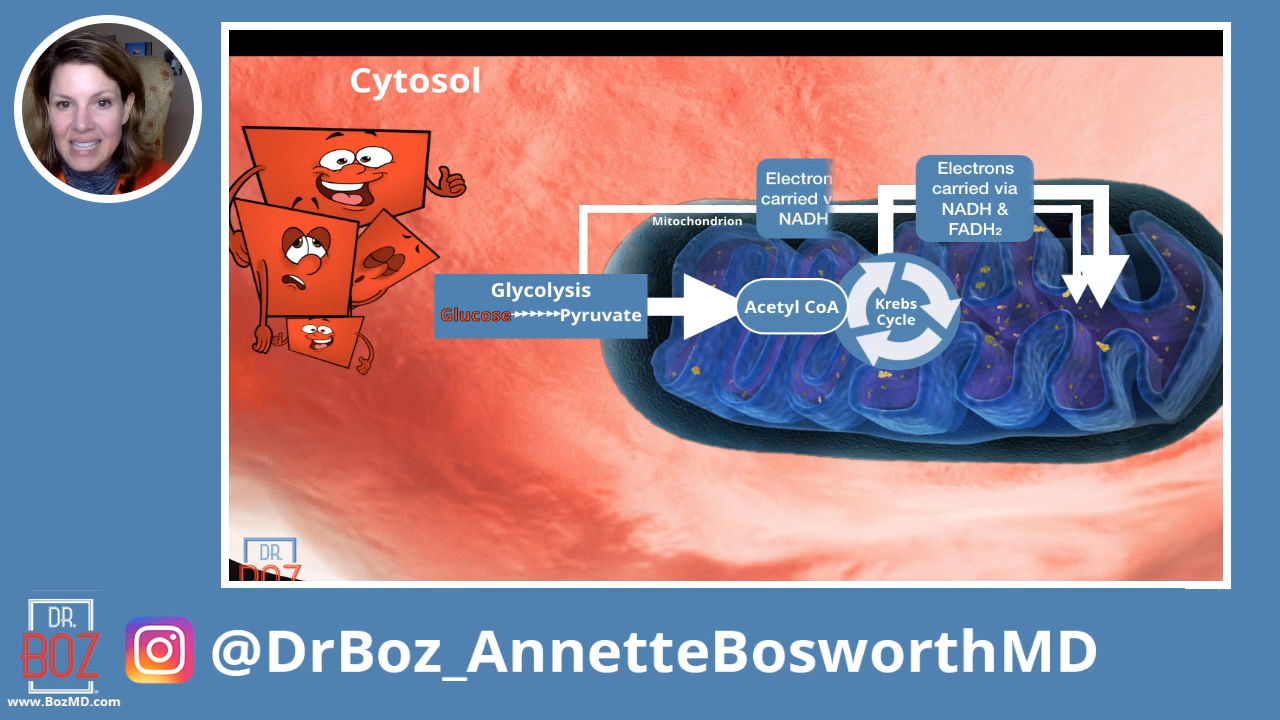 Cytosol
Electron
carried v
NADH
Electrons
carried via
NADH &
FADH₂
Mitochondrion
Glycolysis
Glucose Pyruvate
Acetyl CoA
Krebs
Cycle
DR.
BOZ
DR.
BOZ
@DrBoz_AnnetteBosworthMD
www.BozMD.com